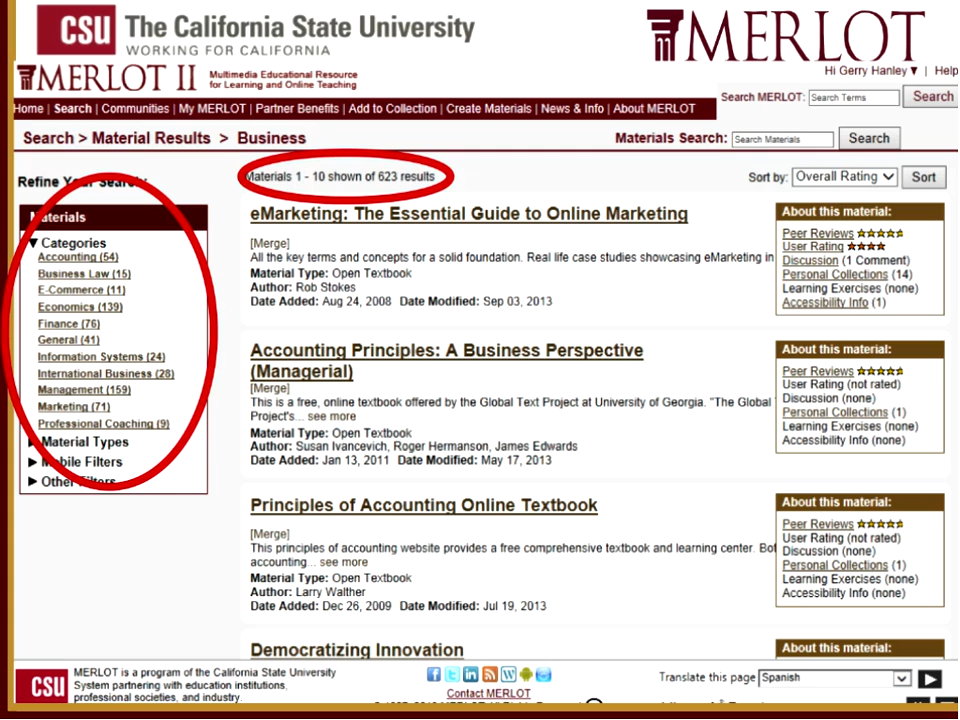 CSU The California State University
WORKING FOR CALIFORNIA
MERLOT
MERLOT II Multimedia Educational Resource
for Learning and Online Teaching
Hi Gerry Hanley ▼ | Help
Home | Search | Communities | My MERLOT | Partner Benefits | Add to Collection | Create Materials | News & Info | About MERLOT
Search MERLOT: Search Terms Search
Search > Material Results > Business
Materials Search: Search Materials Search
Refine Your Search:
Materials 1 - 10 shown of 623 results
Sort by: Overall Rating Sort
Materials
▼ Categories
Accounting (54)
Business Law (15)
E-Commerce (11)
Economics (139)
Finance (76)
General (41)
Information Systems (24)
International Business (28)
Management (159)
Marketing (71)
Professional Coaching (9)
▶ Material Types
▶ Mobile Filters
▶ Other Filters
eMarketing: The Essential Guide to Online Marketing
[Merge]
All the key terms and concepts for a solid foundation. Real life case studies showcasing eMarketing in
Material Type: Open Textbook
Author: Rob Stokes
Date Added: Aug 24, 2008 Date Modified: Sep 03, 2013
About this material:
Peer Reviews
User Rating
Discussion (1 Comment)
Personal Collections (14)
Learning Exercises (none)
Accessibility Info (1)
Accounting Principles: A Business Perspective
(Managerial)
[Merge]
This is a free, online textbook offered by the Global Text Project at University of Georgia. "The Global
Project's... see more
Material Type: Open Textbook
Author: Susan Ivancevich, Roger Hermanson, James Edwards
Date Added: Jan 13, 2011 Date Modified: May 17, 2013
About this material:
Peer Reviews
User Rating (not rated)
Discussion (none)
Personal Collections (1)
Learning Exercises (none)
Accessibility Info (none)
Principles of Accounting Online Textbook
[Merge]
This principles of accounting website provides a free comprehensive textbook and learning center. Bot
accounting... see more
Material Type: Open Textbook
Author: Larry Walther
Date Added: Dec 26, 2009 Date Modified: Jul 19, 2013
About this material:
Peer Reviews
User Rating (not rated)
Discussion (none)
Personal Collections (1)
Learning Exercises (none)
Accessibility Info (none)
Democratizing Innovation
About this material:
CSU
MERLOT is a program of the California State University
System partnering with education institutions,
professional societies, and industry.
Contact MERLOT
Translate this page Spanish